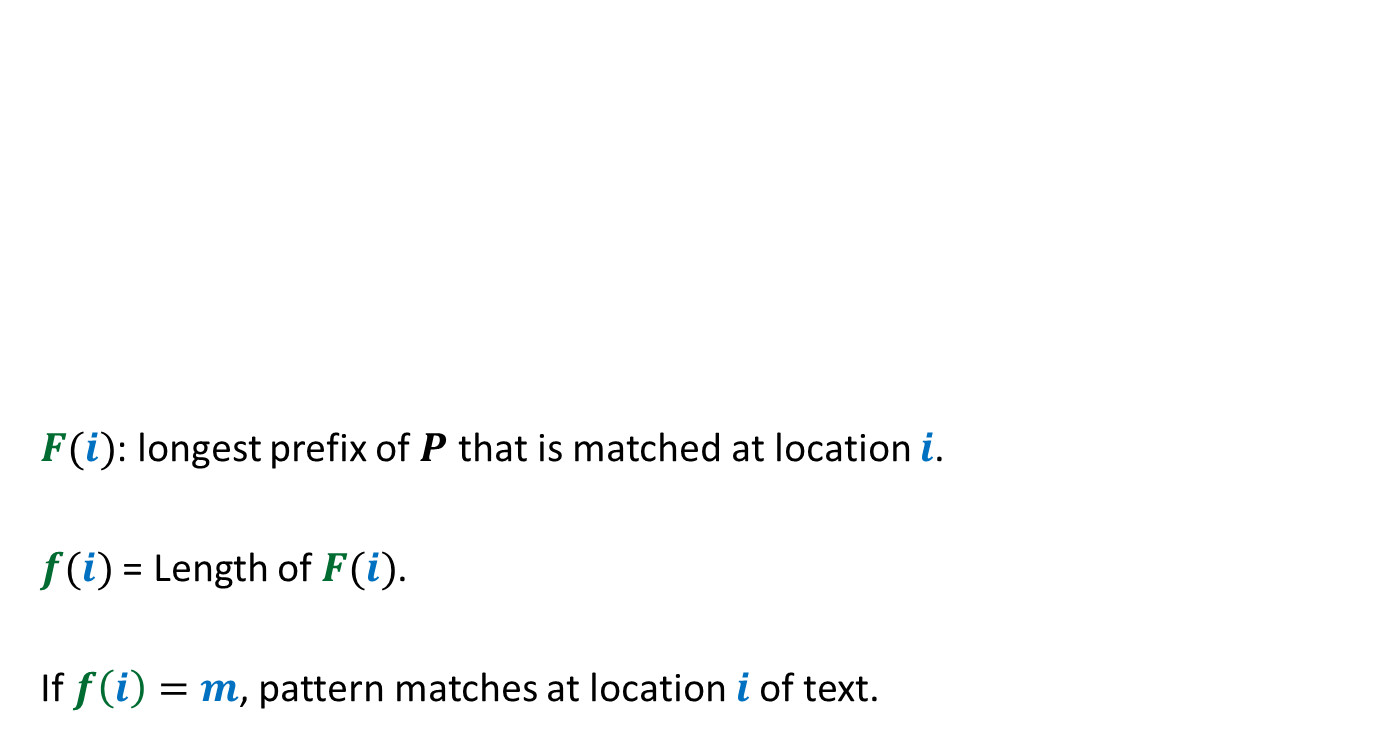 F(i): longest prefix of P that is matched at location i.
f(i) = Length of F(i).
If f(i) = m, pattern matches at location i of text.